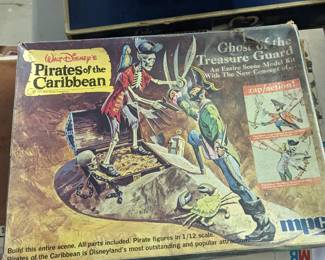 Walt Disney's
Pirates of the
Caribbean
Ghost of the
Treasure Guard
An Entire Scene Model Kit
With The New Concept of...
zap/action!
mpc
Build this entire scene. All parts included. Pirate figures in 1/12 scale.
Pirates of the Caribbean is Disneyland's most outstanding and popular attraction